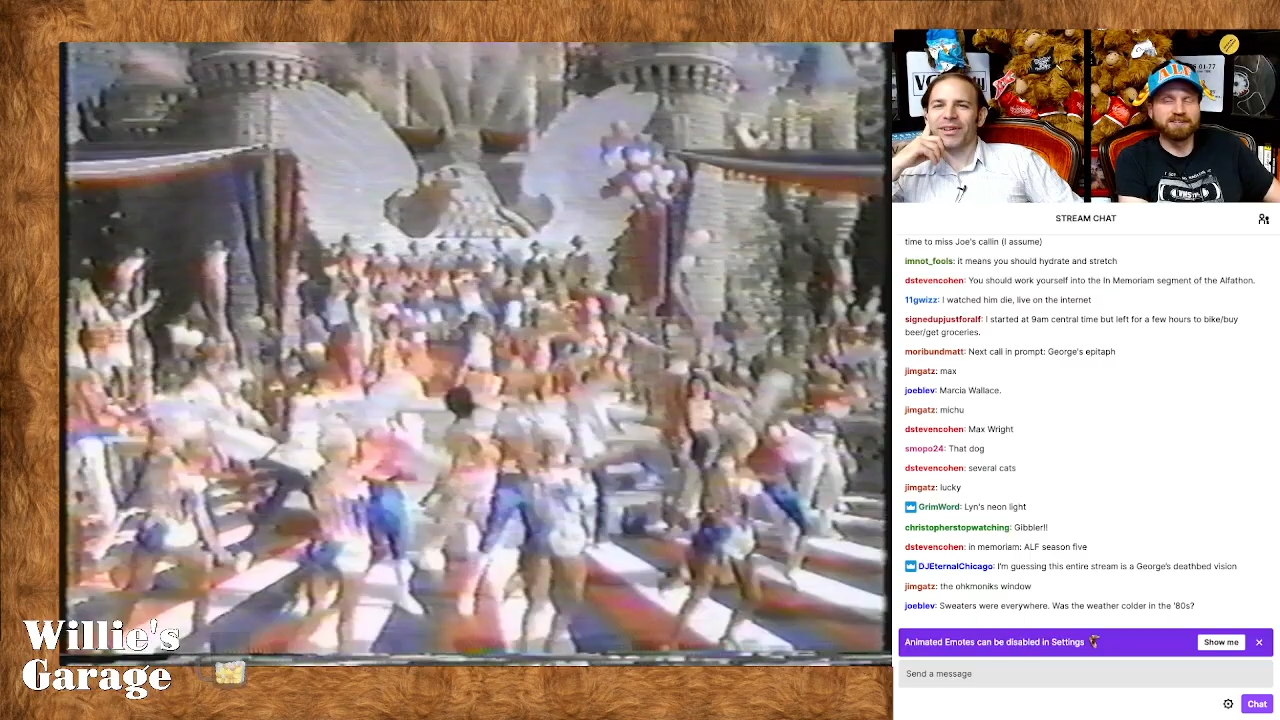 ALF
STREAM CHAT
time to miss Joe's callin (I assume)
imnot_fools: it means you should hydrate and stretch
dstevencohen: You should work yourself into the In Memoriam segment of the Alfathon.
11gwizz: I watched him die, live on the internet
signedupjustforalf: I started at 9am central time but left for a few hours to bike/buy
beer/get groceries.
moribundmatt: Next call in prompt: George's epitaph
jimgatz: max
joeblev: Marcia Wallace.
jimgatz: michu
dstevencohen: Max Wright
smopo24: That dog
dstevencohen: several cats
jimgatz: lucky
GrimWord: Lyn's neon light
christopherstopwatching: Gibbler!!
dstevencohen: in memoriam: ALF season five
DJEternalChicago: I'm guessing this entire stream is a George's deathbed vision
jimgatz: the ohkmoniks window
joeblev: Sweaters were everywhere. Was the weather colder in the '80s?
Animated Emotes can be disabled in Settings
Show me
Send a message
Chat
Willie's
Garage